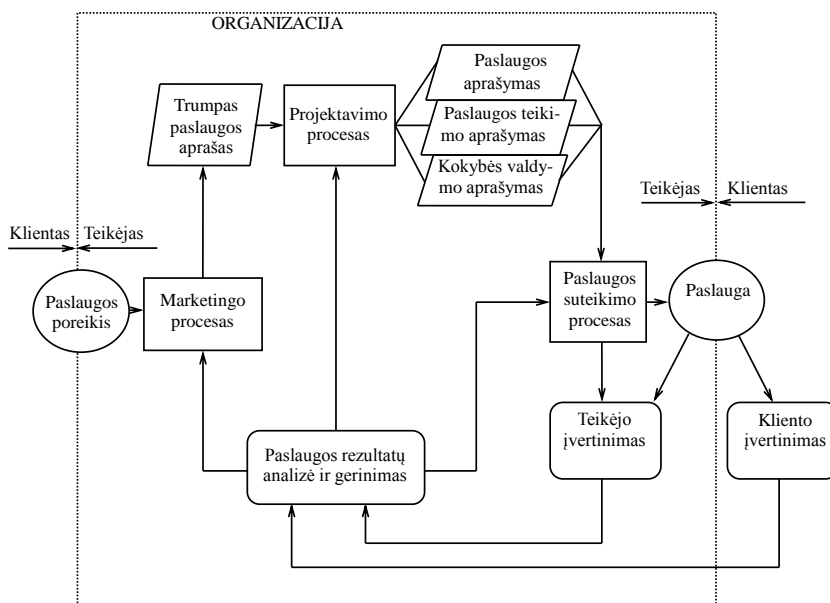 ORGANIZACIJA
Trumpas
paslaugos
aprašas
Projektavimo
procesas
Paslaugos
aprašymas
Paslaugos teiki-
mo aprašymas
Kokybės valdy-
mo aprašymas
Klientas
Teikėjas
Teikėjas
Klientas
Paslaugos
poreikis
Marketingo
procesas
Paslaugos
suteikimo
procesas
Paslauga
Paslaugos rezultatų
analizė ir gerinimas
Teikėjo
įvertinimas
Kliento
įvertinimas